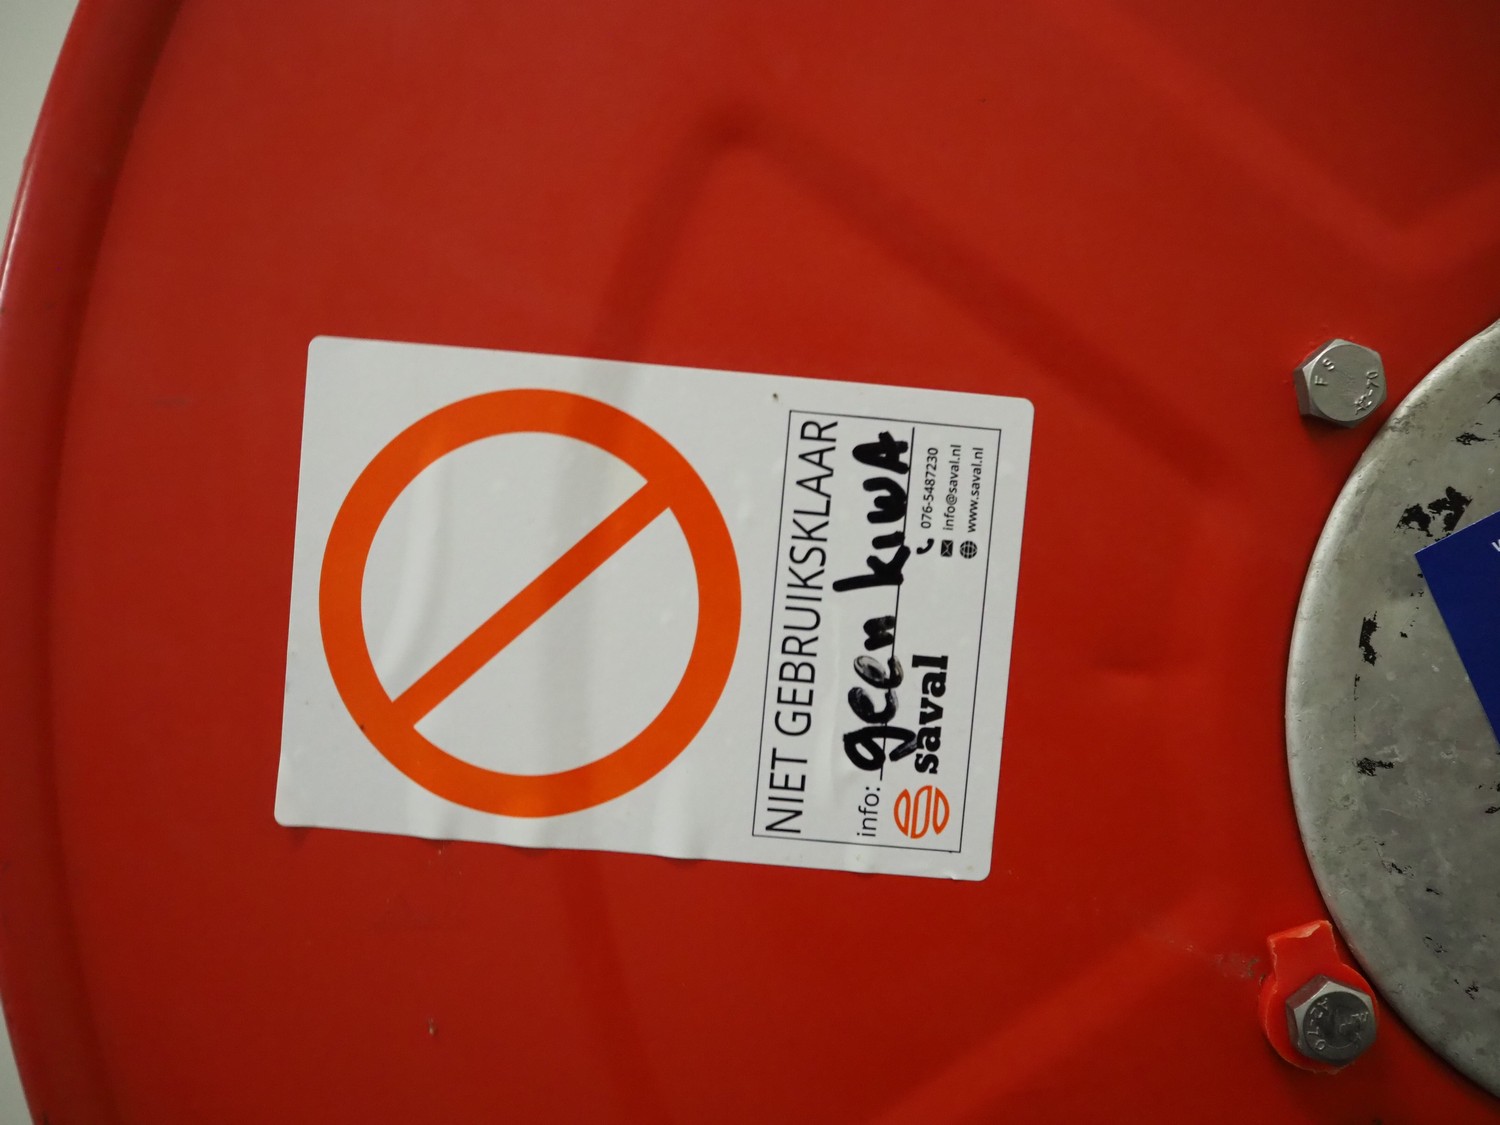 NIET GEBRUIKSKLAAR
info: geen kiwa
saval
076-5487230
info@saval.nl
www.saval.nl